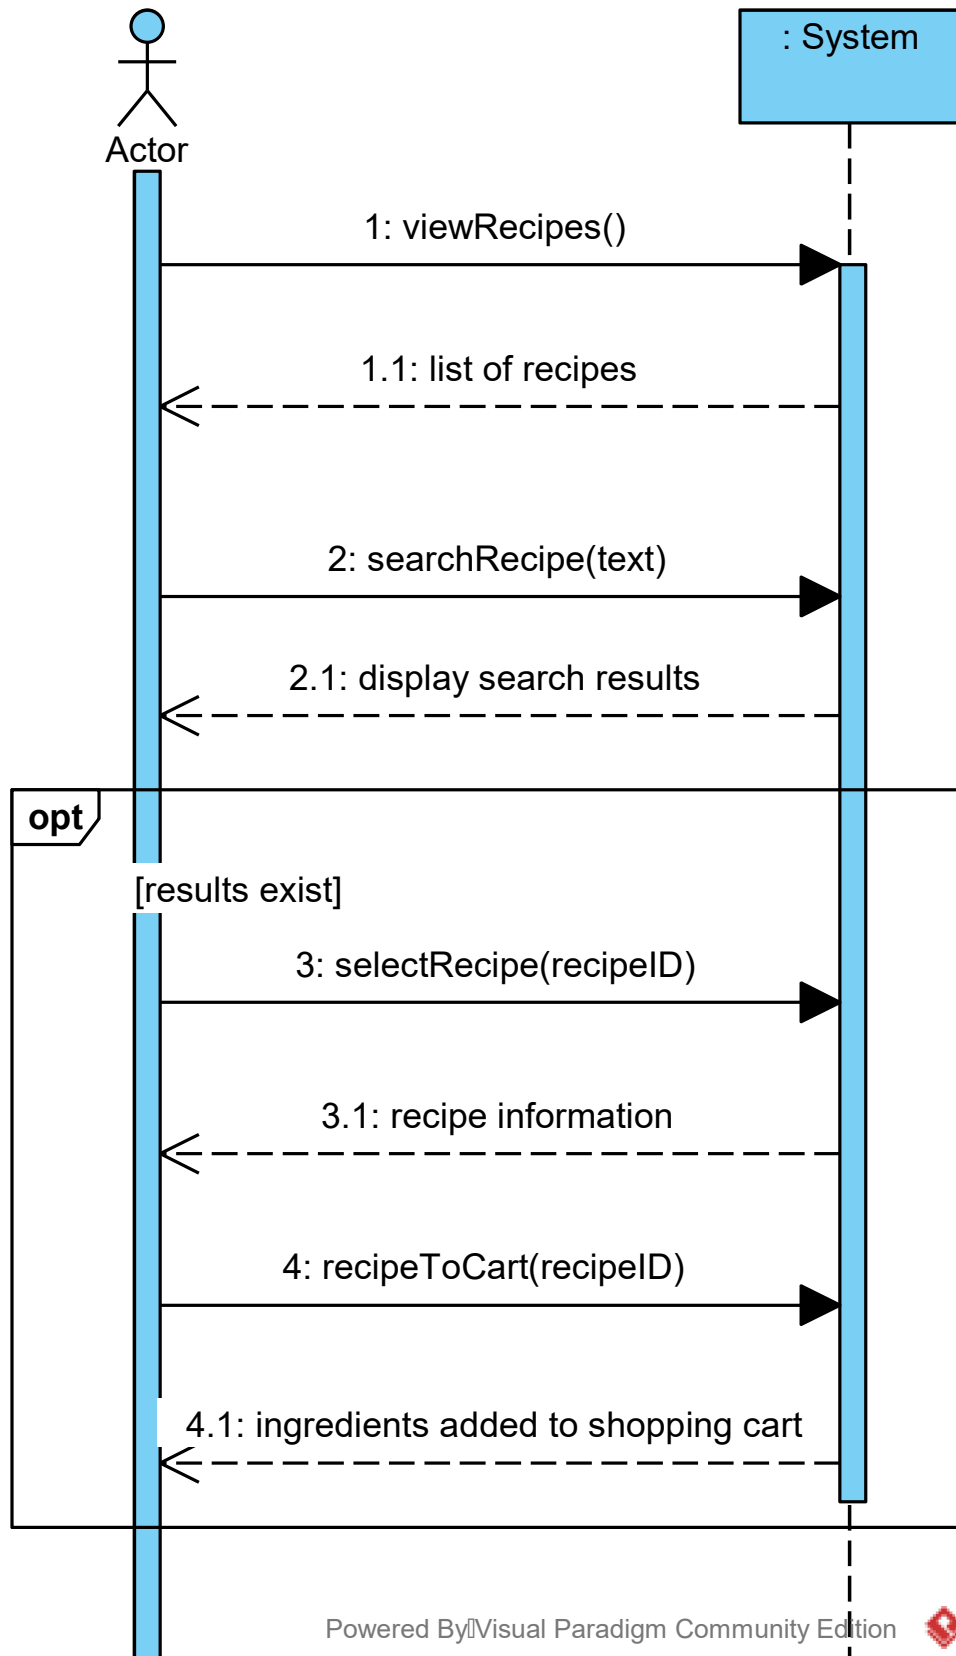 : System
Actor
1: viewRecipes()
1.1: list of recipes
2: searchRecipe(text)
2.1: display search results
opt
[results exist]
3: selectRecipe(recipeID)
3.1: recipe information
4: recipeToCart(recipeID)
4.1: ingredients added to shopping cart
Powered By Visual Paradigm Community Edition